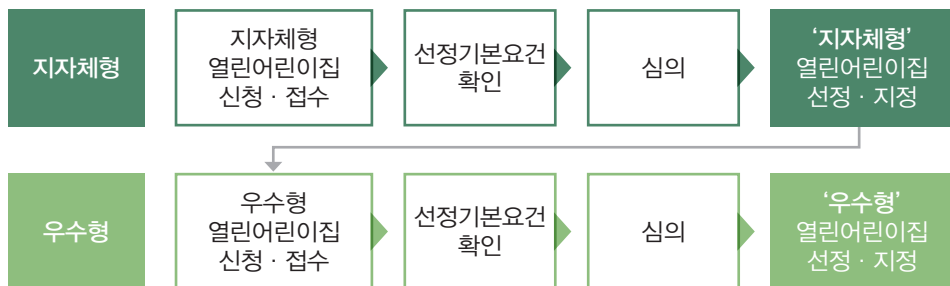 지자체형
지자체형
열린어린이집
신청 · 접수
선정기본요건
확인
심의
‘지자체형’
열린어린이집
선정 · 지정
우수형
우수형
열린어린이집
신청 · 접수
선정기본요건
확인
심의
‘우수형’
열린어린이집
선정 · 지정